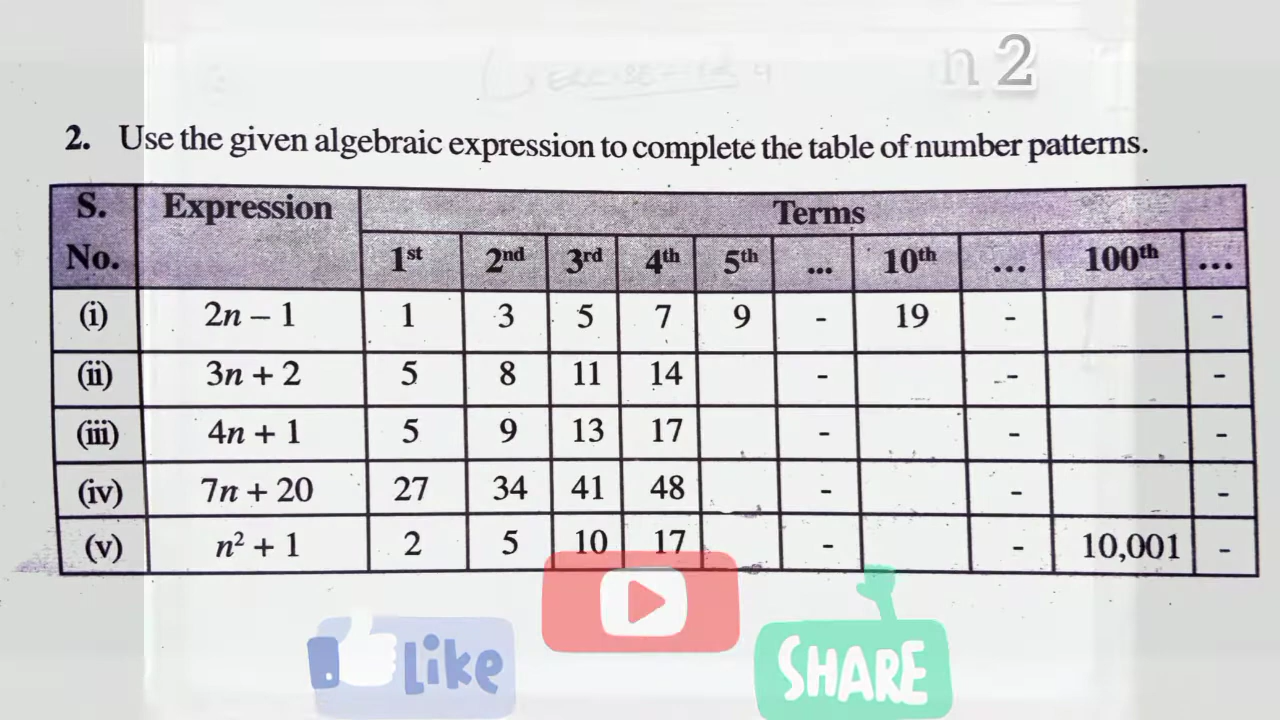 n 2
2. Use the given algebraic expression to complete the table of number patterns.
S. No. Expression Terms
1st 2nd 3rd 4th 5th ... 10th ... 100th ...
(i) 2n – 1 1 3 5 7 9 - 19 - -
(ii) 3n + 2 5 8 11 14 - - -
(iii) 4n + 1 5 9 13 17 - - -
(iv) 7n + 20 27 34 41 48 - - -
(v) n² + 1 2 5 10 17 - - 10,001 -
Like
SHARE